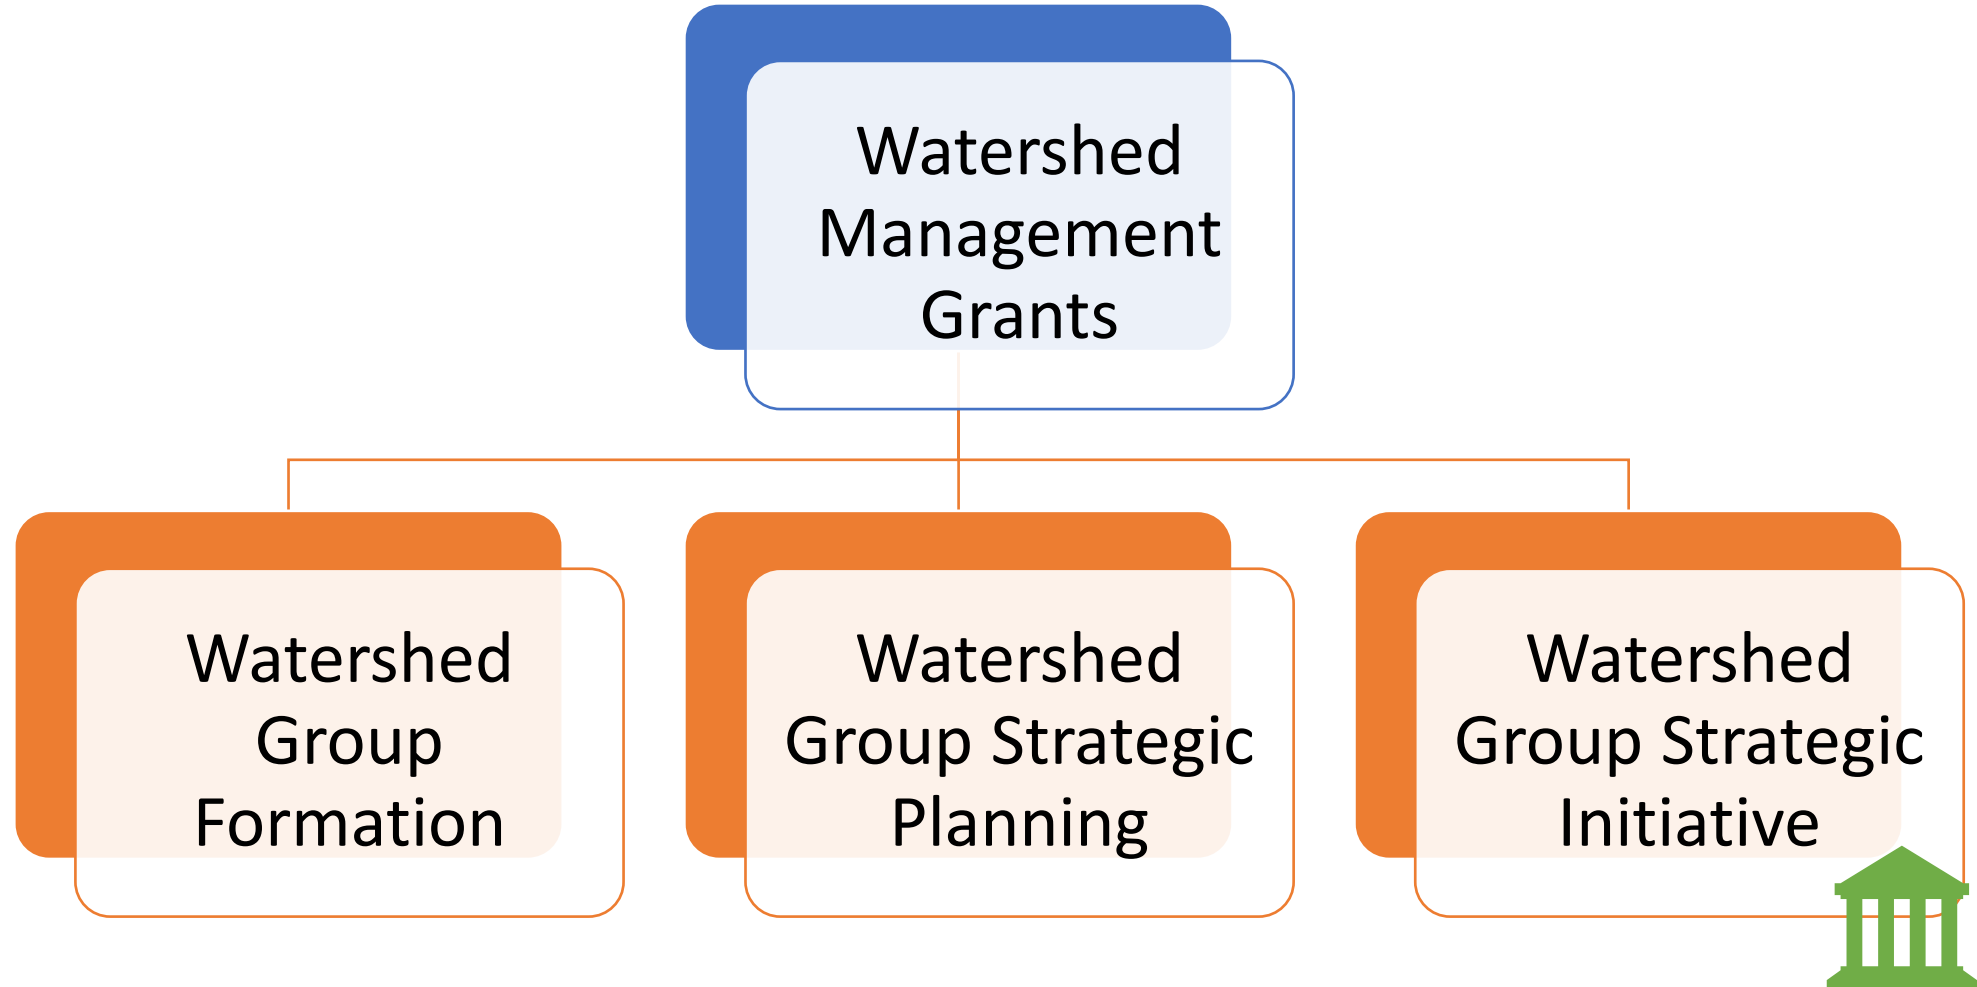 Watershed
Management
Grants
Watershed
Group
Formation
Watershed
Group Strategic
Planning
Watershed
Group Strategic
Initiative